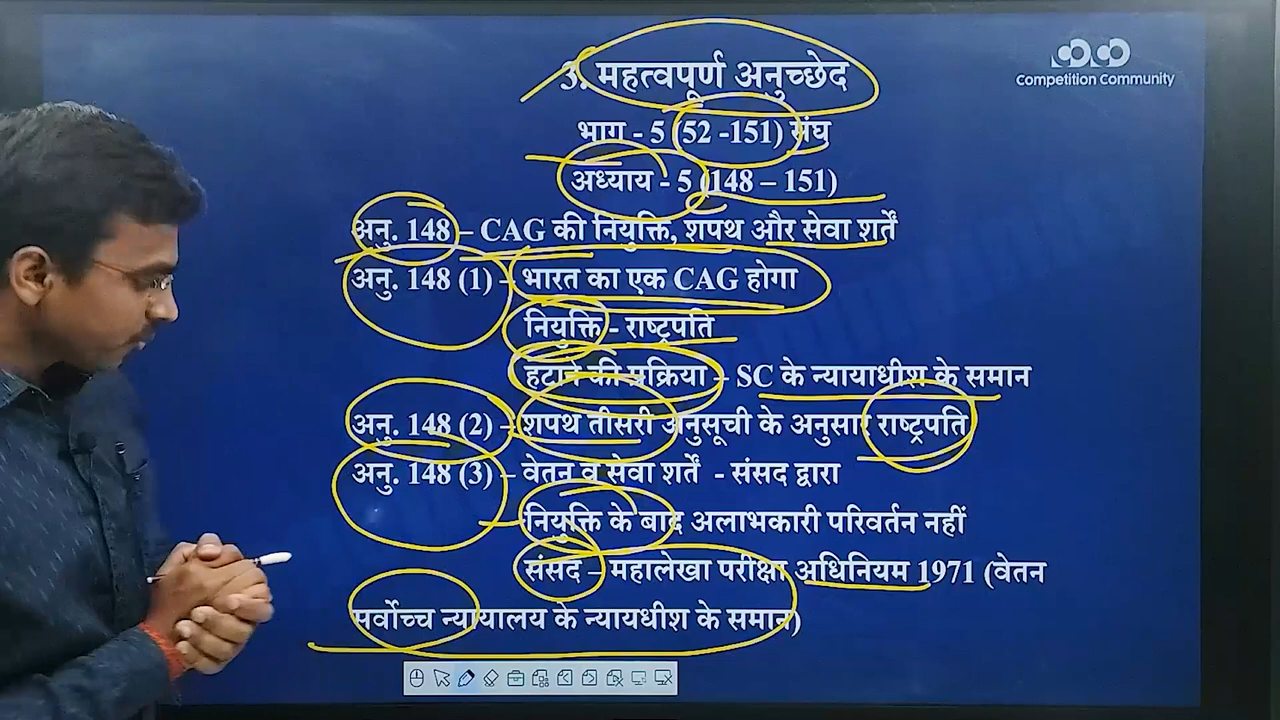 Competition Community
3. महत्वपूर्ण अनुच्छेद
भाग - 5 (52 -151) संघ
अध्याय - 5 (148 – 151)
अनु. 148 – CAG की नियुक्ति, शपथ और सेवा शर्तें
अनु. 148 (1) - भारत का एक CAG होगा
नियुक्ति - राष्ट्रपति
हटाने की प्रक्रिया – SC के न्यायाधीश के समान
अनु. 148 (2) – शपथ तीसरी अनुसूची के अनुसार राष्ट्रपति
अनु. 148 (3) – वेतन व सेवा शर्तें - संसद द्वारा
नियुक्ति के बाद अलाभकारी परिवर्तन नहीं
संसद – महालेखा परीक्षा अधिनियम 1971 (वेतन
सर्वोच्च न्यायालय के न्यायधीश के समान)